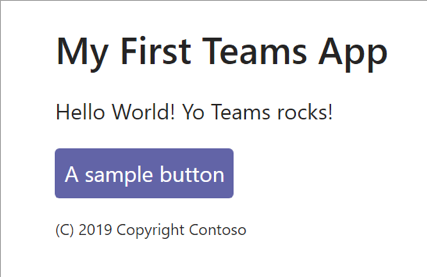 My First Teams App
Hello World! Yo Teams rocks!
A sample button
(C) 2019 Copyright Contoso